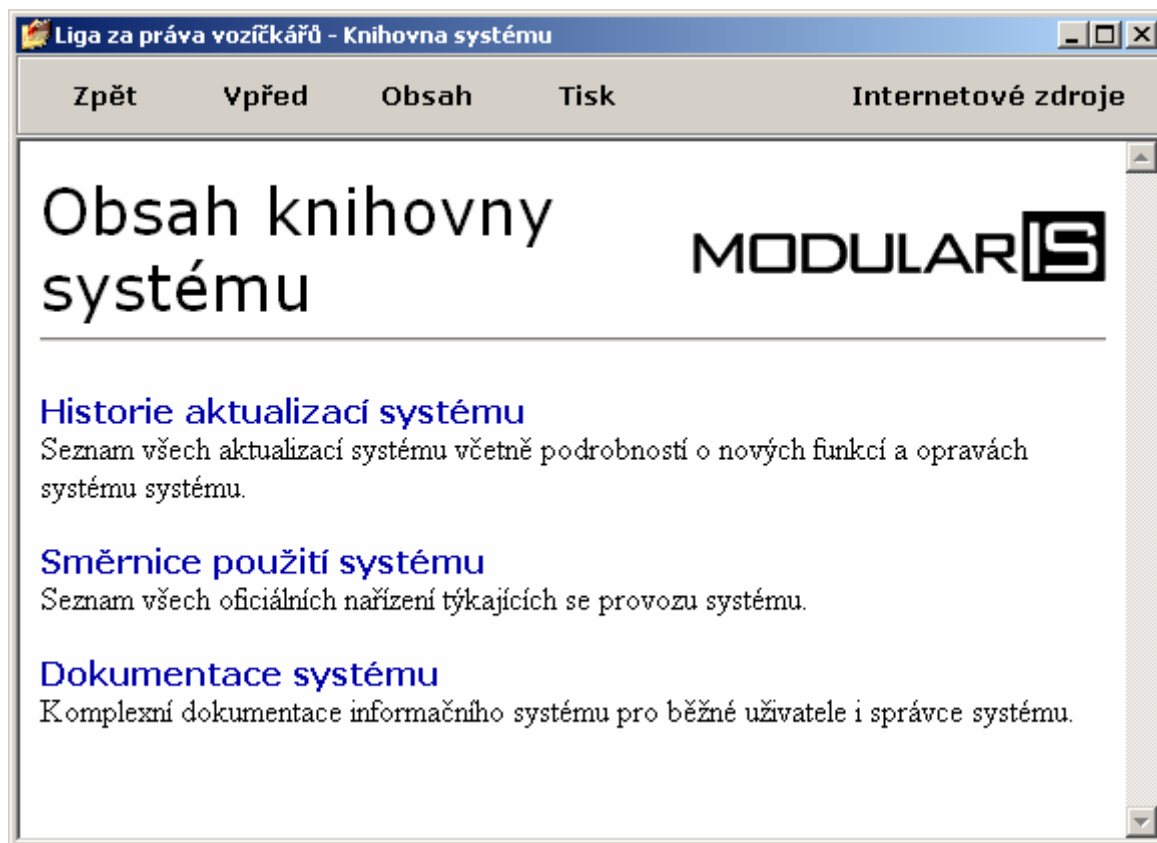 Liga za práva vozíčkářů - Knihovna systému
Zpět Vpřed Obsah Tisk Internetové zdroje
Obsah knihovny
systému
MODULARIS
Historie aktualizací systému
Seznam všech aktualizací systému včetně podrobností o nových funkcí a opravách
systému systému.
Směrnice použití systému
Seznam všech oficiálních nařízení týkajících se provozu systému.
Dokumentace systému
Komplexní dokumentace informačního systému pro běžné uživatele i správce systému.